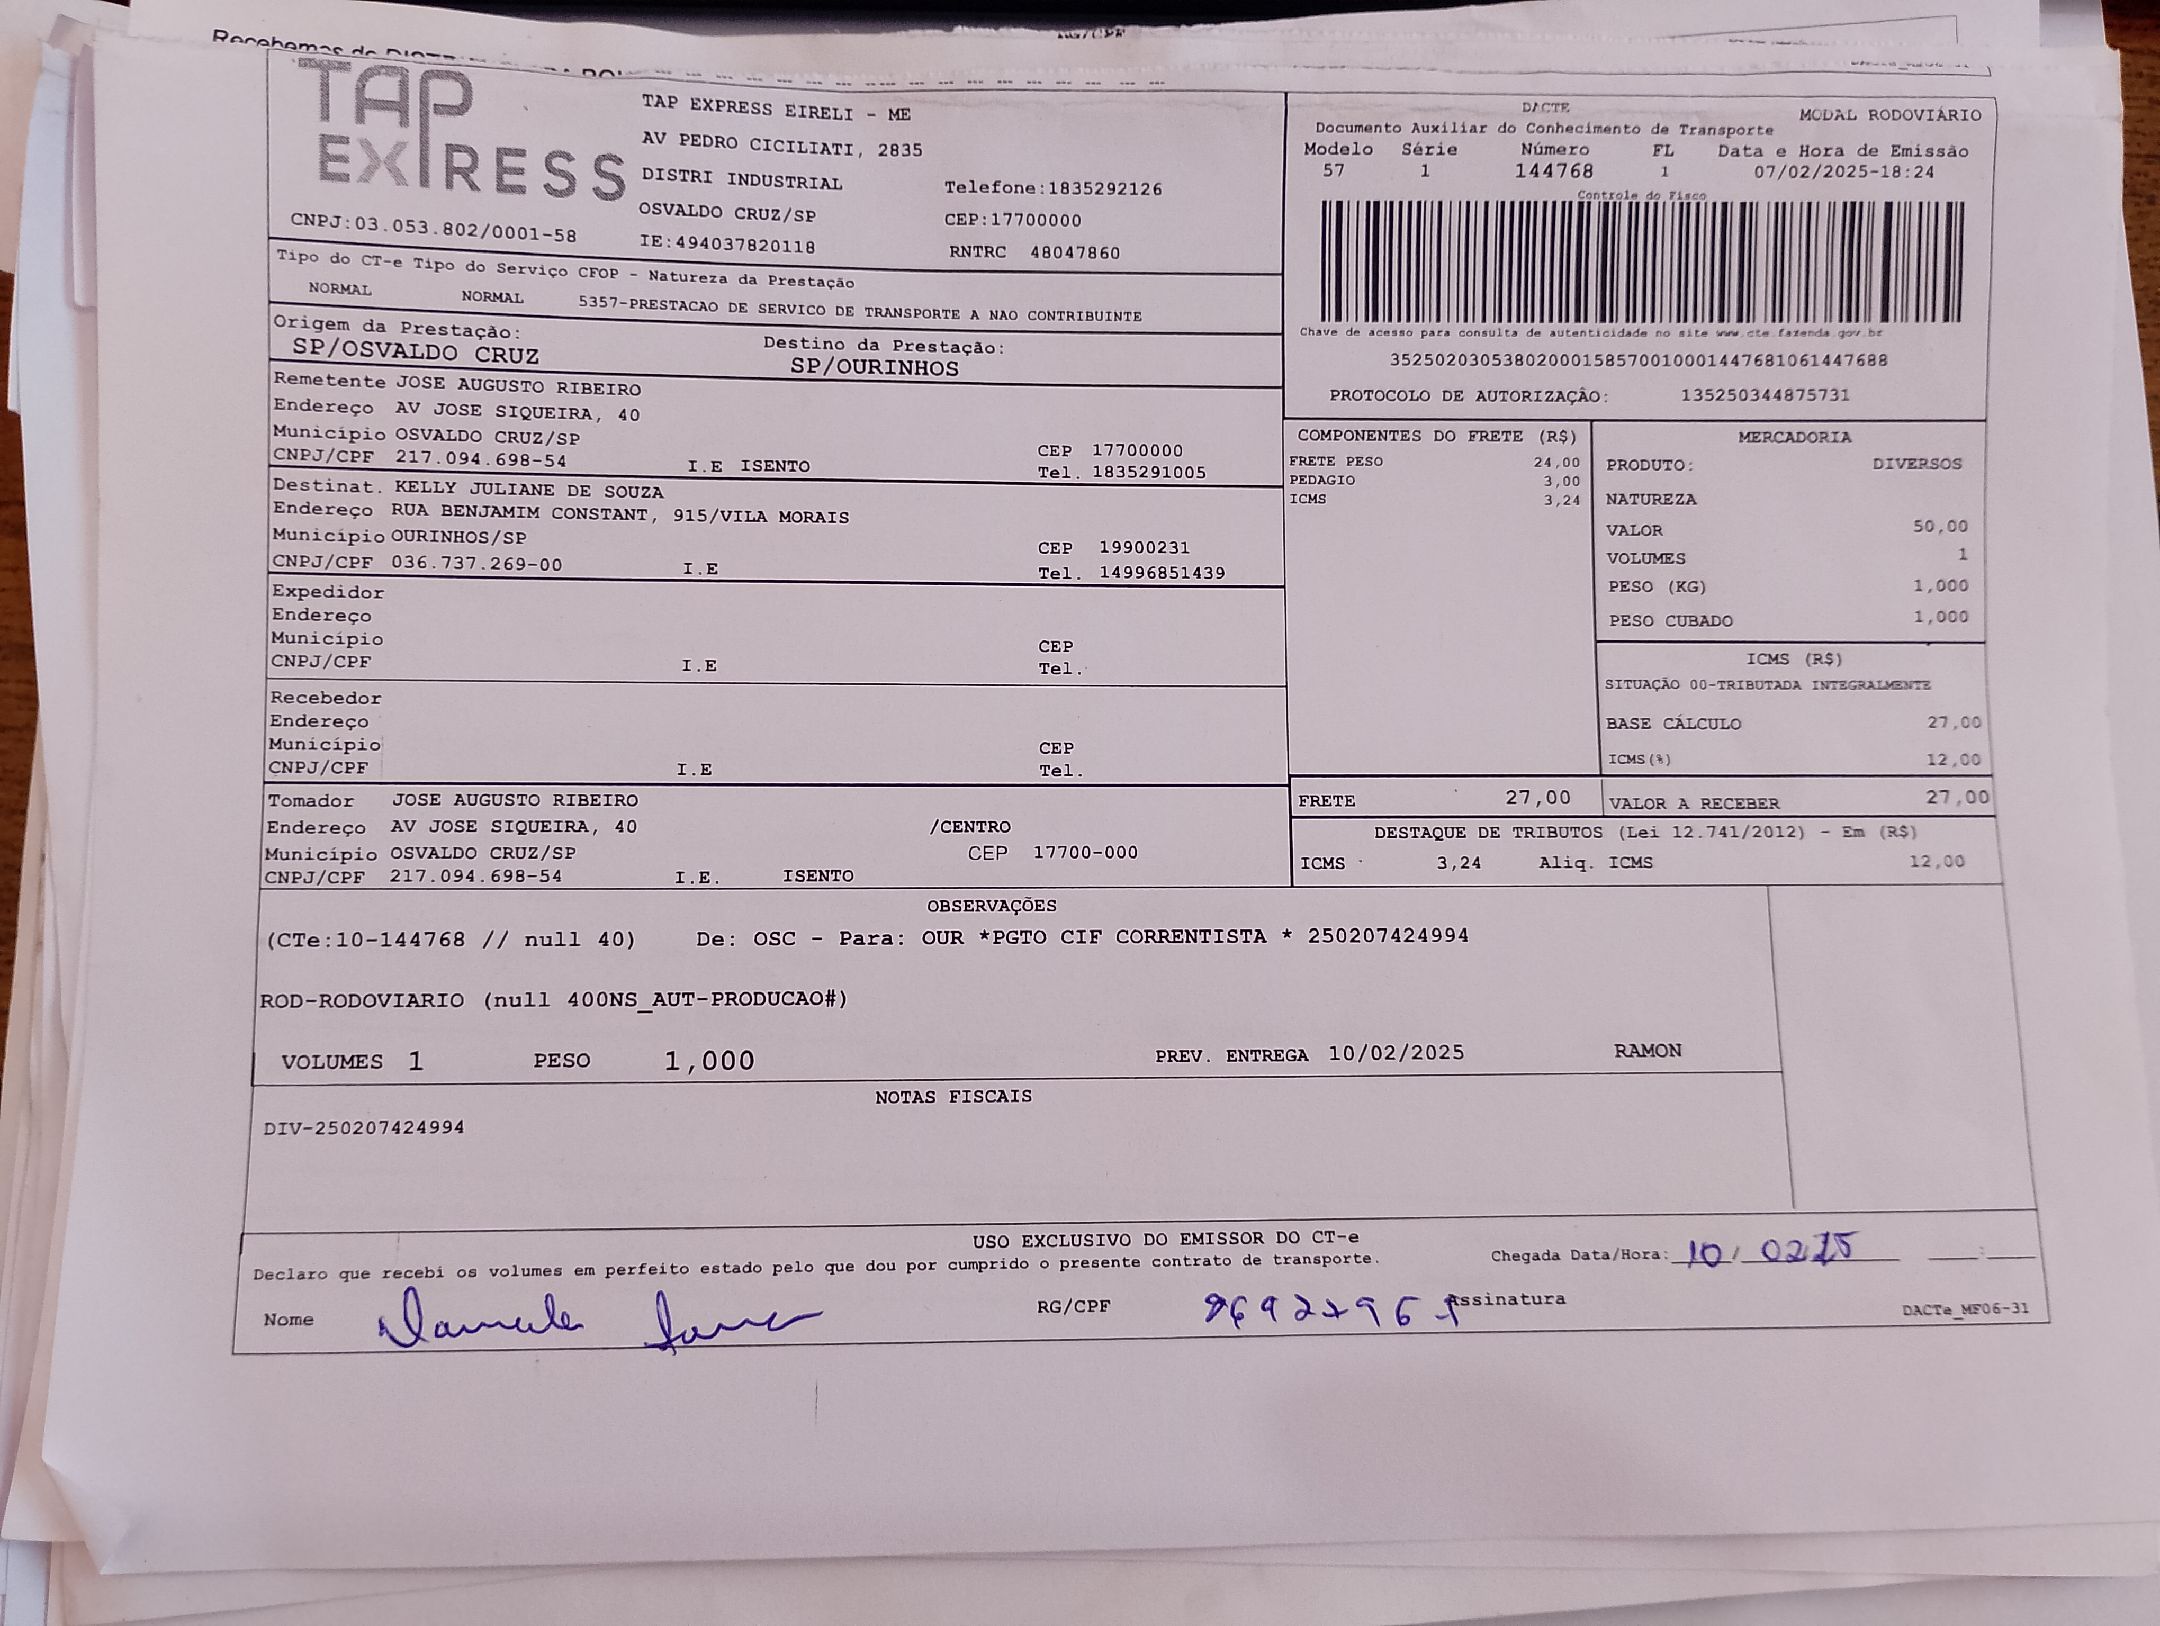 Recebemos de
RG/CPF
TAP
EXPRESS
TAP EXPRESS EIRELI - ME
AV PEDRO CICILIATI, 2835
DISTRI INDUSTRIAL
Telefone:1835292126
OSVALDO CRUZ/SP
CEP:17700000
CNPJ:03.053.802/0001-58
IE:494037820118
RNTRC 48047860
DACTE
MODAL RODOVIÁRIO
Documento Auxiliar do Conhecimento de Transporte
Modelo Série Número FL Data e Hora de Emissão
57 1 144768 1 07/02/2025-18:24
Controle do Fisco
Chave de acesso para consulta de autenticidade no site www.cte.fazenda.gov.br
35250203053802000158570010001447681061447688
PROTOCOLO DE AUTORIZAÇÃO: 135250344875731
Tipo do CT-e Tipo do Serviço CFOP - Natureza da Prestação
NORMAL NORMAL 5357-PRESTACAO DE SERVICO DE TRANSPORTE A NAO CONTRIBUINTE
Origem da Prestação:
SP/OSVALDO CRUZ
Destino da Prestação:
SP/OURINHOS
Remetente JOSE AUGUSTO RIBEIRO
Endereço AV JOSE SIQUEIRA, 40
Município OSVALDO CRUZ/SP CEP 17700000
CNPJ/CPF 217.094.698-54 I.E ISENTO Tel. 1835291005
Destinat. KELLY JULIANE DE SOUZA
Endereço RUA BENJAMIM CONSTANT, 915/VILA MORAIS
Município OURINHOS/SP CEP 19900231
CNPJ/CPF 036.737.269-00 I.E Tel. 14996851439
Expedidor
Endereço
Município CEP
CNPJ/CPF I.E Tel.
Recebedor
Endereço
Município CEP
CNPJ/CPF I.E Tel.
Tomador JOSE AUGUSTO RIBEIRO
Endereço AV JOSE SIQUEIRA, 40 /CENTRO
Município OSVALDO CRUZ/SP CEP 17700-000
CNPJ/CPF 217.094.698-54 I.E. ISENTO
COMPONENTES DO FRETE (R$)
FRETE PESO 24,00
PEDAGIO 3,00
ICMS 3,24
MERCADORIA
PRODUTO: DIVERSOS
NATUREZA
VALOR 50,00
VOLUMES 1
PESO (KG) 1,000
PESO CUBADO 1,000
ICMS (R$)
SITUAÇÃO 00-TRIBUTADA INTEGRALMENTE
BASE CÁLCULO 27,00
ICMS(%) 12,00
FRETE 27,00 VALOR A RECEBER 27,00
DESTAQUE DE TRIBUTOS (Lei 12.741/2012) - Em (R$)
ICMS 3,24 Aliq. ICMS 12,00
OBSERVAÇÕES
(CTe:10-144768 // null 40) De: OSC - Para: OUR *PGTO CIF CORRENTISTA * 250207424994
ROD-RODOVIARIO (null 400NS_AUT-PRODUCAO#)
VOLUMES 1 PESO 1,000 PREV. ENTREGA 10/02/2025 RAMON
NOTAS FISCAIS
DIV-250207424994
USO EXCLUSIVO DO EMISSOR DO CT-e
Declaro que recebi os volumes em perfeito estado pelo que dou por cumprido o presente contrato de transporte.
Chegada Data/Hora: 10/ 0225 :
Nome RG/CPF Assinatura
DACTe_MF06-31